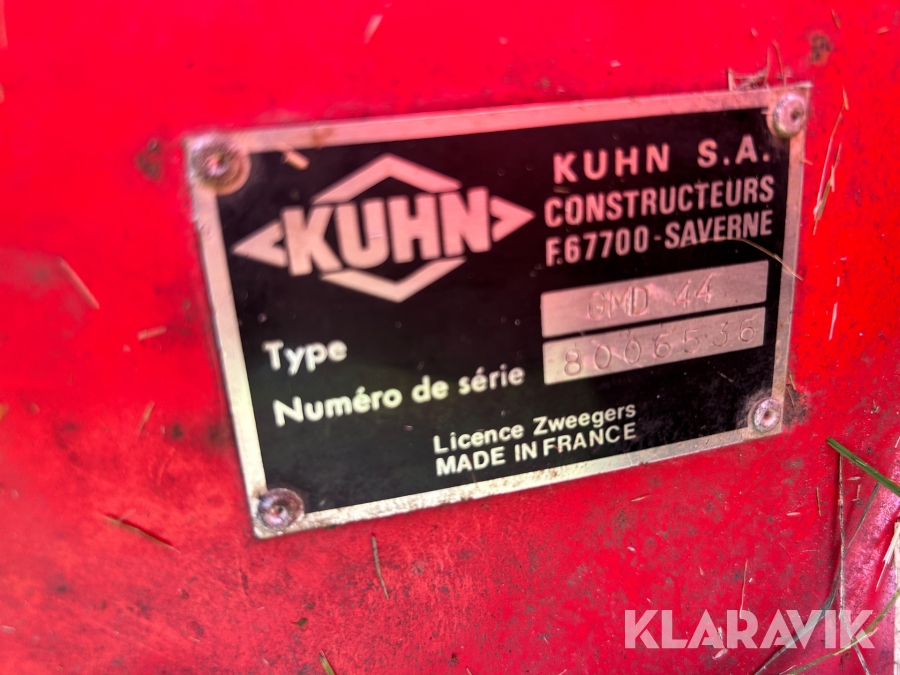 KUHN
KUHN S.A.
CONSTRUCTEURS
F.67700-SAVERNE
Type GMD 44
Numéro de série 8006536
Licence Zweegers
MADE IN FRANCE
KLARAVIK